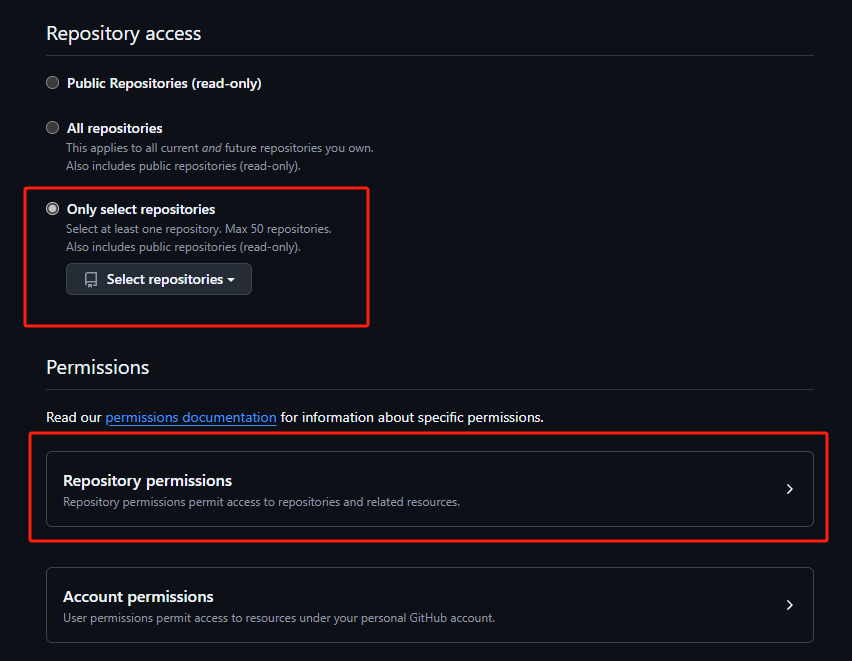 Repository access
Public Repositories (read-only)
All repositories
This applies to all current and future repositories you own.
Also includes public repositories (read-only).
Only select repositories
Select at least one repository. Max 50 repositories.
Also includes public repositories (read-only).
Select repositories
Permissions
Read our permissions documentation for information about specific permissions.
Repository permissions
Repository permissions permit access to repositories and related resources.
Account permissions
User permissions permit access to resources under your personal GitHub account.